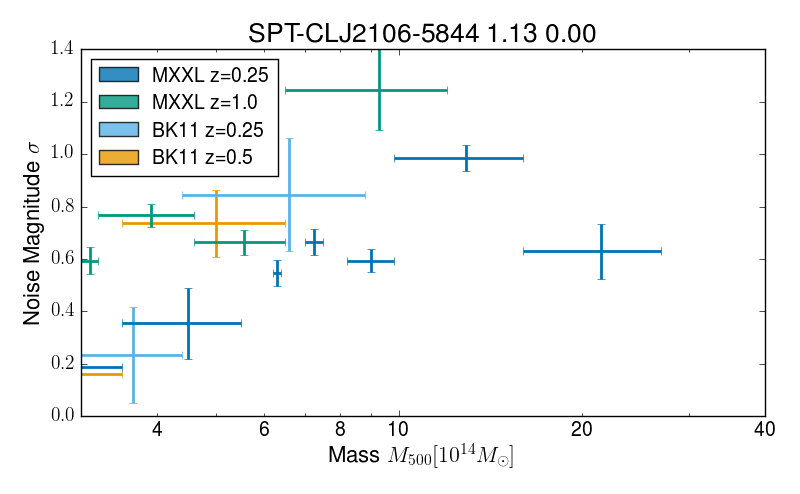 SPT-CLJ2106-5844 1.13 0.00
1.4
1.2
1.0
0.8
0.6
0.4
0.2
0.0
Noise Magnitude σ
MXXL z=0.25
MXXL z=1.0
BK11 z=0.25
BK11 z=0.5
4 6 8 10 20 40
Mass M₅₀₀[10¹⁴M☉]